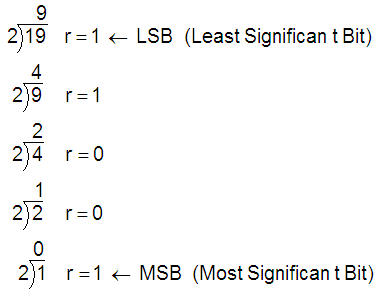 9
2)19 r = 1 ← LSB (Least Significan t Bit)
4
2)9 r = 1
2
2)4 r = 0
1
2)2 r = 0
0
2)1 r = 1 ← MSB (Most Significan t Bit)